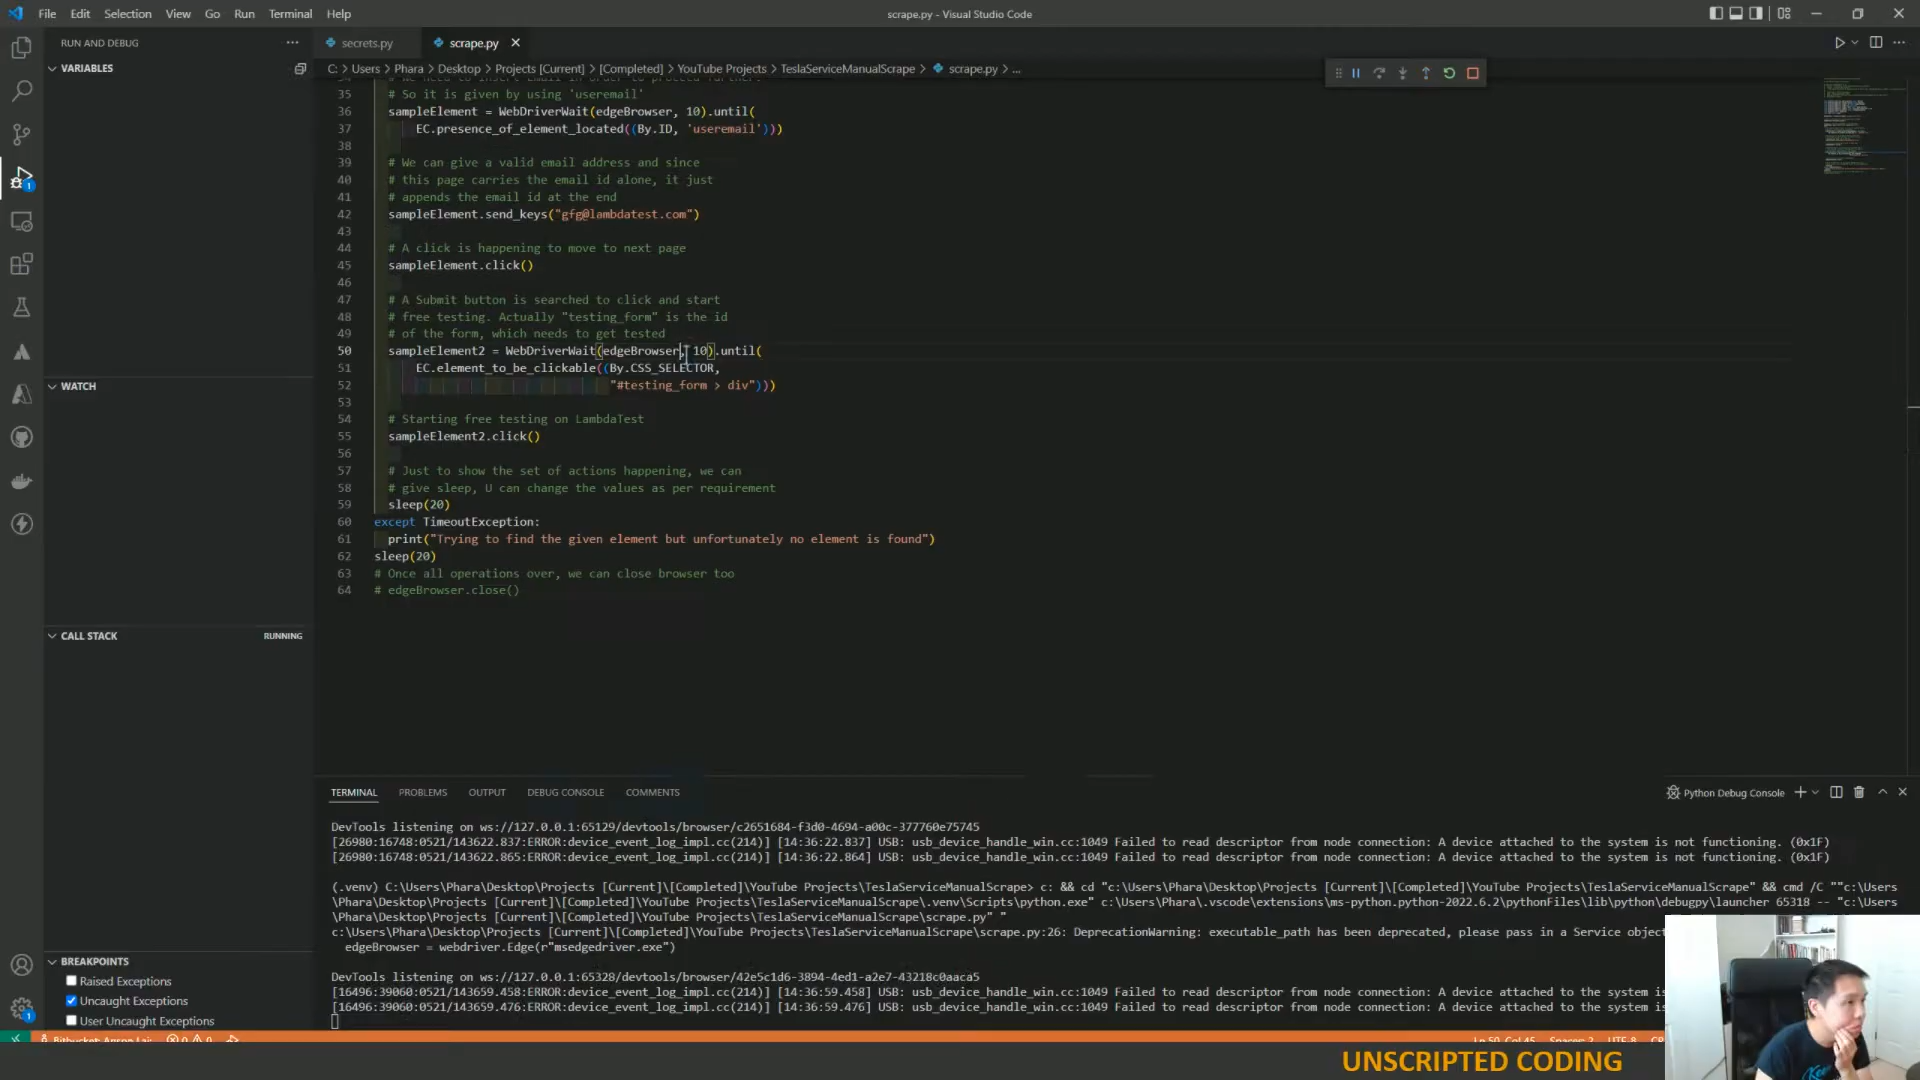 File Edit Selection View Go Run Terminal Help
scrape.py - Visual Studio Code
RUN AND DEBUG
secrets.py
scrape.py
VARIABLES
C: > Users > Phara > Desktop > Projects [Current] > [Completed] > YouTube Projects > TeslaServiceManualScrape > scrape.py > ...
35 # So it is given by using 'useremail'
36 sampleElement = WebDriverWait(edgeBrowser, 10).until(
37 EC.presence_of_element_located((By.ID, 'useremail')))
38
39 # We can give a valid email address and since
40 # this page carries the email id alone, it just
41 # appends the email id at the end
42 sampleElement.send_keys("gfg@lambdatest.com")
43
44 # A click is happening to move to next page
45 sampleElement.click()
46
47 # A Submit button is searched to click and start
48 # free testing. Actually "testing_form" is the id
49 # of the form, which needs to get tested
50 sampleElement2 = WebDriverWait(edgeBrowser, 10).until(
51 EC.element_to_be_clickable((By.CSS_SELECTOR,
52 "#testing_form > div")))
53
54 # Starting free testing on LambdaTest
55 sampleElement2.click()
56
57 # Just to show the set of actions happening, we can
58 # give sleep, U can change the values as per requirement
59 sleep(20)
60 except TimeoutException:
61 print("Trying to find the given element but unfortunately no element is found")
62 sleep(20)
63 # Once all operations over, we can close browser too
64 # edgeBrowser.close()
WATCH
CALL STACK
RUNNING
BREAKPOINTS
Raised Exceptions
Uncaught Exceptions
User Uncaught Exceptions
TERMINAL PROBLEMS OUTPUT DEBUG CONSOLE COMMENTS
Python Debug Console
DevTools listening on ws://127.0.0.1:65129/devtools/browser/c2651684-f3d0-4694-a00c-377760e75745
[26980:16748:0521/143622.837:ERROR:device_event_log_impl.cc(214)] [14:36:22.837] USB: usb_device_handle_win.cc:1049 Failed to read descriptor from node connection: A device attached to the system is not functioning. (0x1F)
[26980:16748:0521/143622.865:ERROR:device_event_log_impl.cc(214)] [14:36:22.864] USB: usb_device_handle_win.cc:1049 Failed to read descriptor from node connection: A device attached to the system is not functioning. (0x1F)
(.venv) C:\Users\Phara\Desktop\Projects [Current]\[Completed]\YouTube Projects\TeslaServiceManualScrape> c: && cd "c:\Users\Phara\Desktop\Projects [Current]\[Completed]\YouTube Projects\TeslaServiceManualScrape" && cmd /C ""c:\Users
\Phara\Desktop\Projects [Current]\[Completed]\YouTube Projects\TeslaServiceManualScrape\.venv\Scripts\python.exe" c:\Users\Phara\.vscode\extensions\ms-python.python-2022.6.2\pythonFiles\lib\python\debugpy\launcher 65318 -- "c:\Users
\Phara\Desktop\Projects [Current]\[Completed]\YouTube Projects\TeslaServiceManualScrape\scrape.py" "
c:\Users\Phara\Desktop\Projects [Current]\[Completed]\YouTube Projects\TeslaServiceManualScrape\scrape.py:26: DeprecationWarning: executable_path has been deprecated, please pass in a Service object
edgeBrowser = webdriver.Edge(r"msedgedriver.exe")
DevTools listening on ws://127.0.0.1:65328/devtools/browser/42e5c1d6-3894-4ed1-a2e7-43218c0aaca5
[16496:39060:0521/143659.458:ERROR:device_event_log_impl.cc(214)] [14:36:59.458] USB: usb_device_handle_win.cc:1049 Failed to read descriptor from node connection: A device attached to the system is
[16496:39060:0521/143659.476:ERROR:device_event_log_impl.cc(214)] [14:36:59.476] USB: usb_device_handle_win.cc:1049 Failed to read descriptor from node connection: A device attached to the system is
UNSCRIPTED CODING